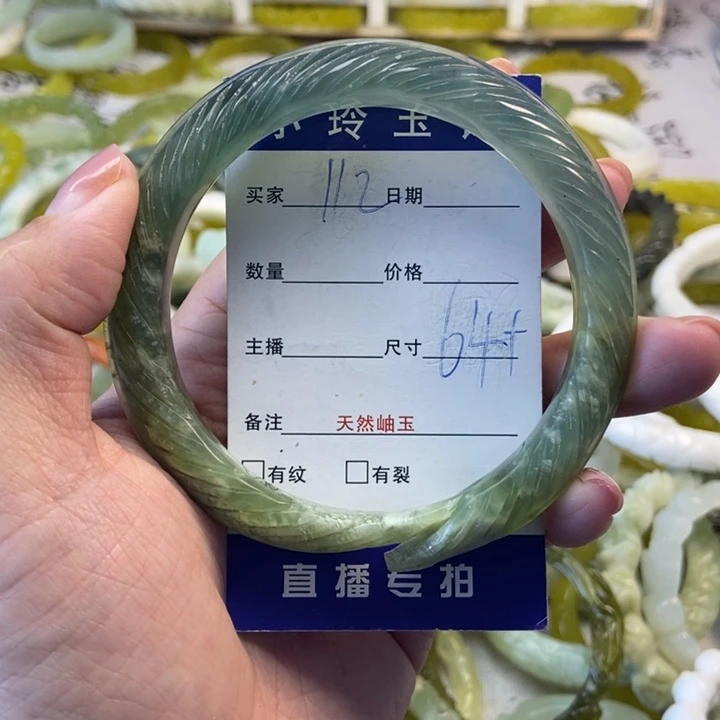 小玲玉
买家 112 日期
数量 价格
主播 尺寸 64+
备注 天然岫玉
□有纹 □有裂
直播专拍